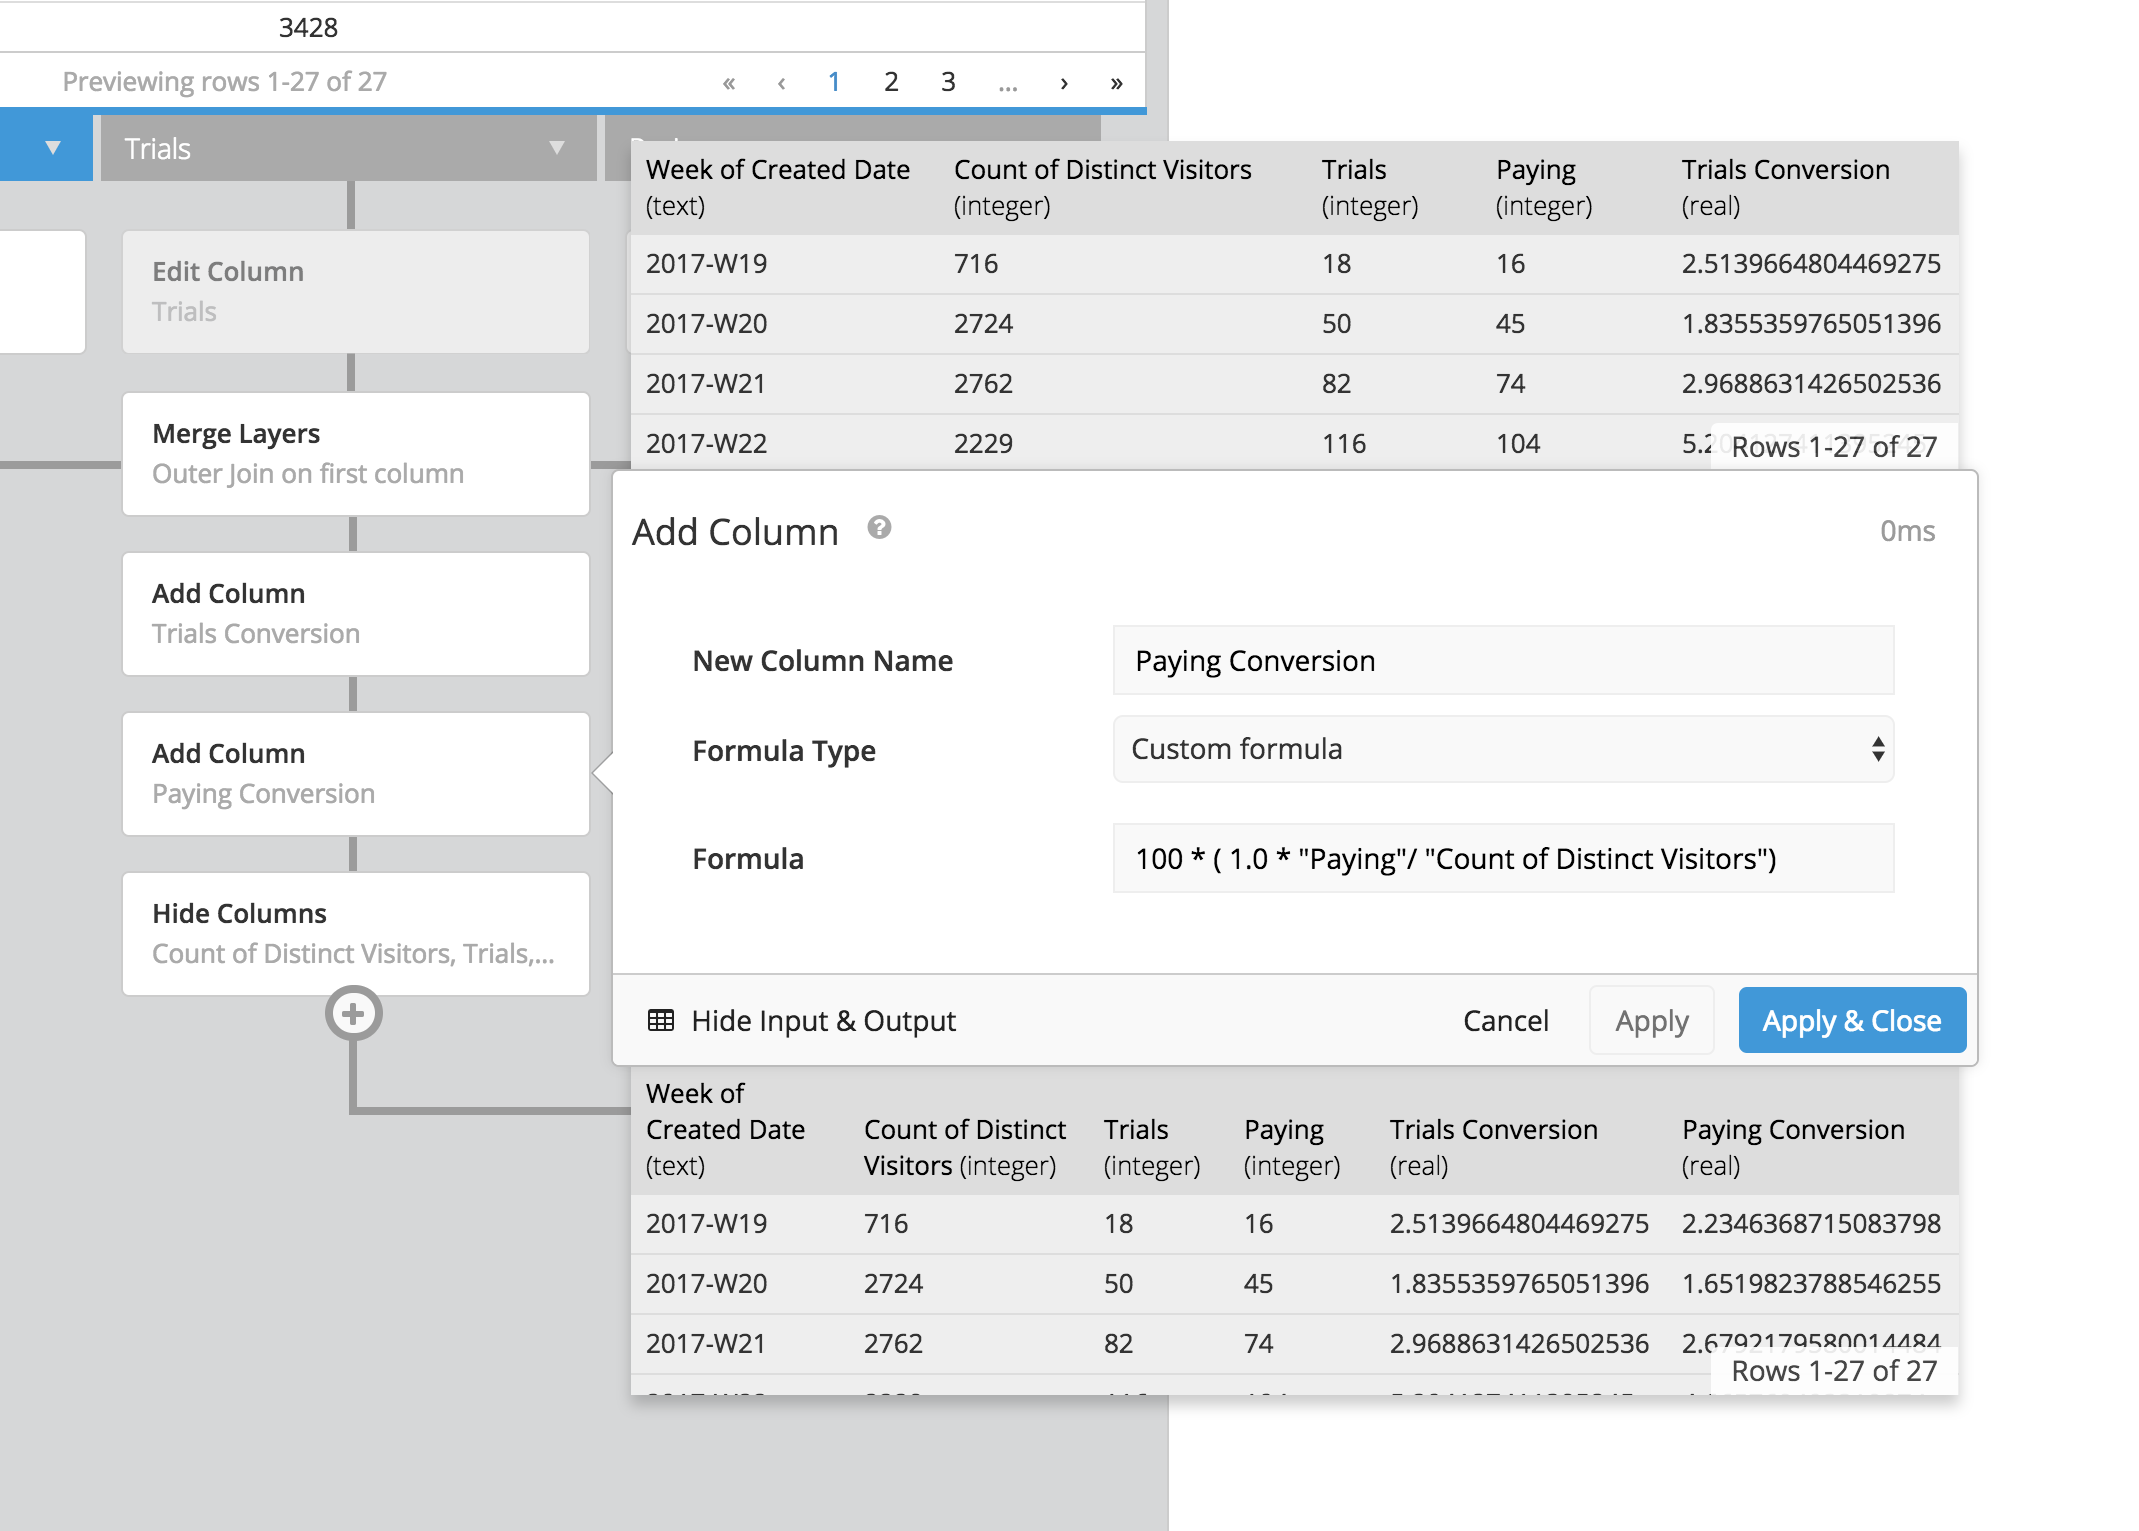 3428
Previewing rows 1-27 of 27 « ‹ 1 2 3 ... › »
Trials
Week of Created Date (text) Count of Distinct Visitors (integer) Trials (integer) Paying (integer) Trials Conversion (real)
2017-W19 716 18 16 2.5139664804469275
2017-W20 2724 50 45 1.8355359765051396
2017-W21 2762 82 74 2.9688631426502536
2017-W22 2229 116 104
Rows 1-27 of 27
Edit Column
Trials
Merge Layers
Outer Join on first column
Add Column
Trials Conversion
Add Column
Paying Conversion
Hide Columns
Count of Distinct Visitors, Trials,...
Add Column ? 0ms
New Column Name Paying Conversion
Formula Type Custom formula
Formula 100 * ( 1.0 * "Paying"/ "Count of Distinct Visitors")
Hide Input & Output Cancel Apply Apply & Close
Week of Created Date (text) Count of Distinct Visitors (integer) Trials (integer) Paying (integer) Trials Conversion (real) Paying Conversion (real)
2017-W19 716 18 16 2.5139664804469275 2.2346368715083798
2017-W20 2724 50 45 1.8355359765051396 1.6519823788546255
2017-W21 2762 82 74 2.9688631426502536 2.6792179580014484
Rows 1-27 of 27